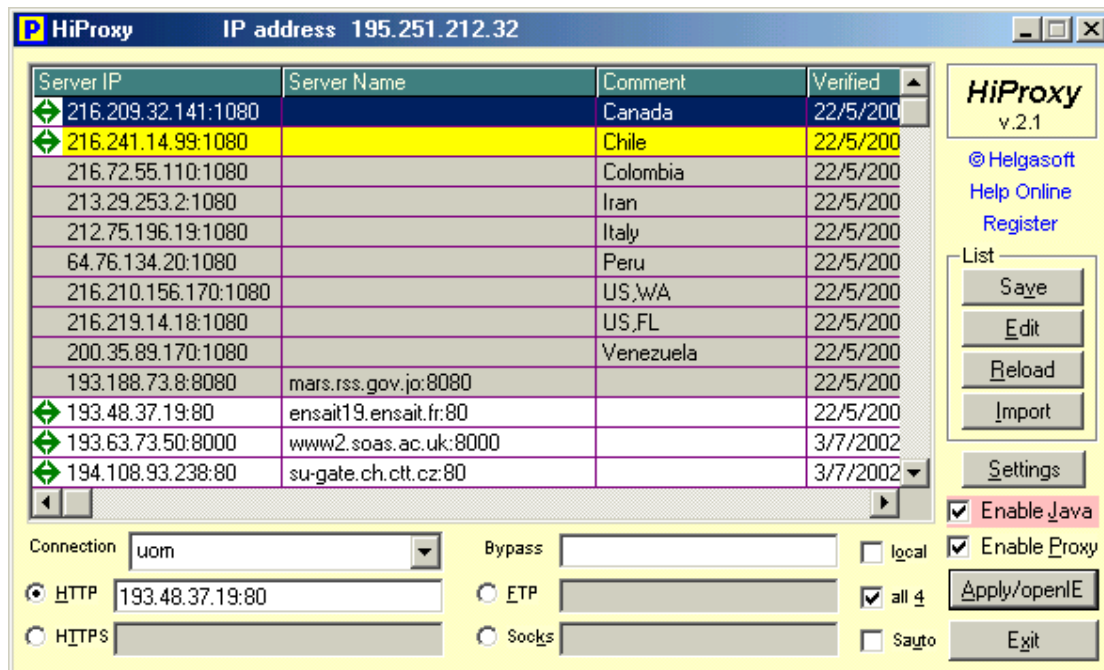 P HiProxy IP address 195.251.212.32
Server IP Server Name Comment Verified
216.209.32.141:1080 Canada 22/5/200
216.241.14.99:1080 Chile 22/5/200
216.72.55.110:1080 Colombia 22/5/200
213.29.253.2:1080 Iran 22/5/200
212.75.196.19:1080 Italy 22/5/200
64.76.134.20:1080 Peru 22/5/200
216.210.156.170:1080 US,WA 22/5/200
216.219.14.18:1080 US,FL 22/5/200
200.35.89.170:1080 Venezuela 22/5/200
193.188.73.8:8080 mars.rss.gov.jo:8080 22/5/200
193.48.37.19:80 ensait19.ensait.fr:80 22/5/200
193.63.73.50:8000 www2.soas.ac.uk:8000 3/7/2002
194.108.93.238:80 su-gate.ch.ctt.cz:80 3/7/2002
HiProxy
v.2.1
© Helgasoft
Help Online
Register
List
Save
Edit
Reload
Import
Settings
Enable Java
Enable Proxy
Apply/openIE
Exit
Connection uom Bypass local
HTTP 193.48.37.19:80 FTP all 4
HTTPS Socks Sauto